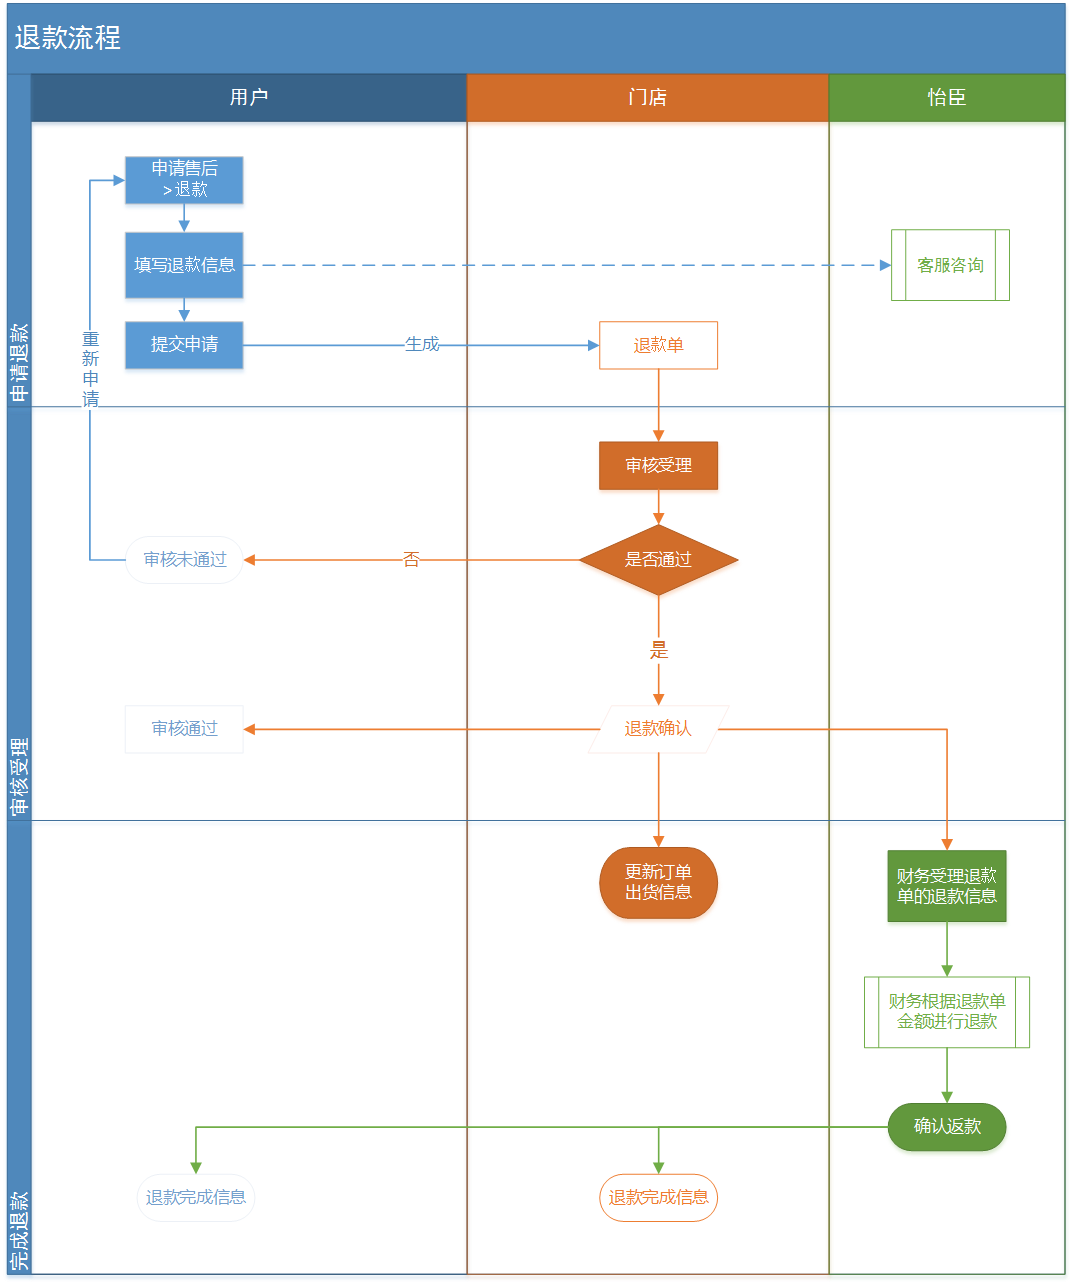 退款流程
用户
门店
怡臣
申请退款
申请售后
>退款
填写退款信息
客服咨询
提交申请
生成
退款单
重新申请
审核受理
审核受理
是否通过
否
审核未通过
是
退款确认
审核通过
完成退款
更新订单
出货信息
财务受理退款
单的退款信息
财务根据退款单
金额进行退款
确认返款
退款完成信息
退款完成信息